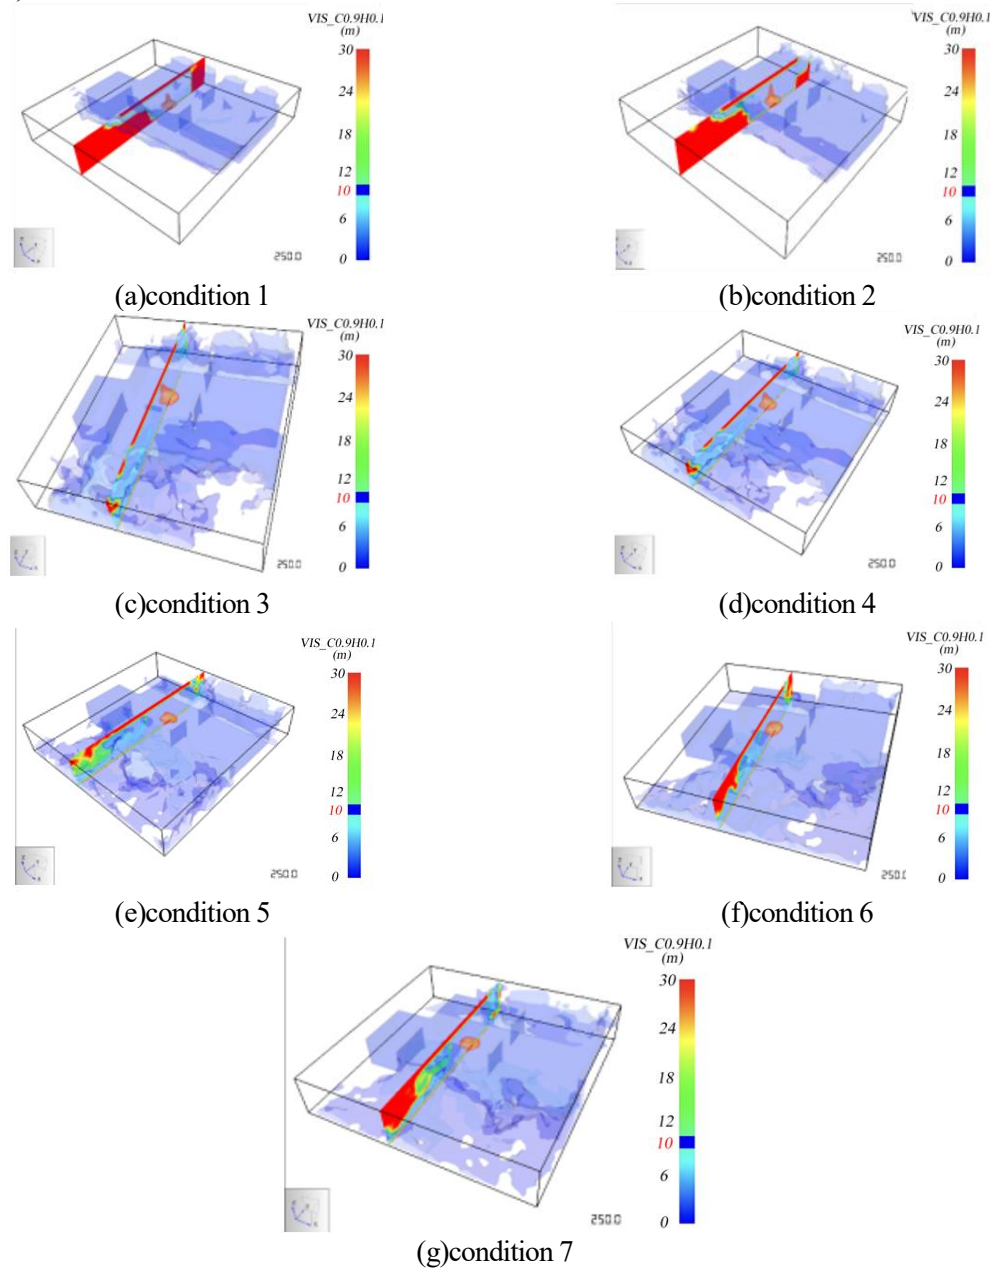 VIS_C0.9H0.1
(m)
30
24
18
12
10
6
0
250.0
(a)condition 1
VIS_C0.9H0.1
(m)
30
24
18
12
10
6
0
250.0
(b)condition 2
VIS_C0.9H0.1
(m)
30
24
18
12
10
6
0
250.0
(c)condition 3
VIS_C0.9H0.1
(m)
30
24
18
12
10
6
0
250.0
(d)condition 4
VIS_C0.9H0.1
(m)
30
24
18
12
10
6
0
250.0
(e)condition 5
VIS_C0.9H0.1
(m)
30
24
18
12
10
6
0
250.
(f)condition 6
VIS_C0.9H0.1
(m)
30
24
18
12
10
6
0
250.0
(g)condition 7